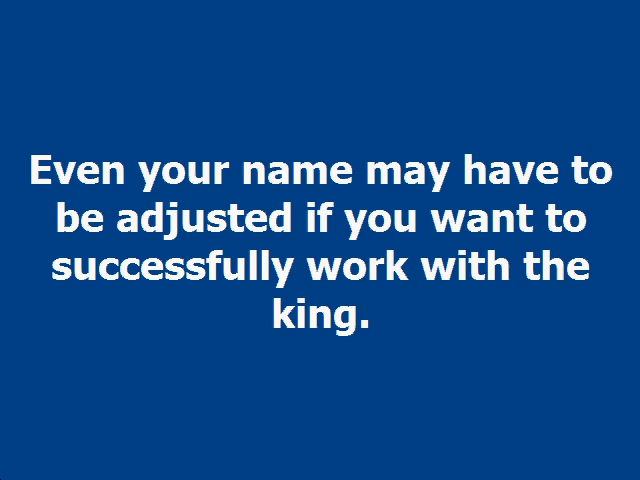 Even your name may have to
be adjusted if you want to
successfully work with the
king.